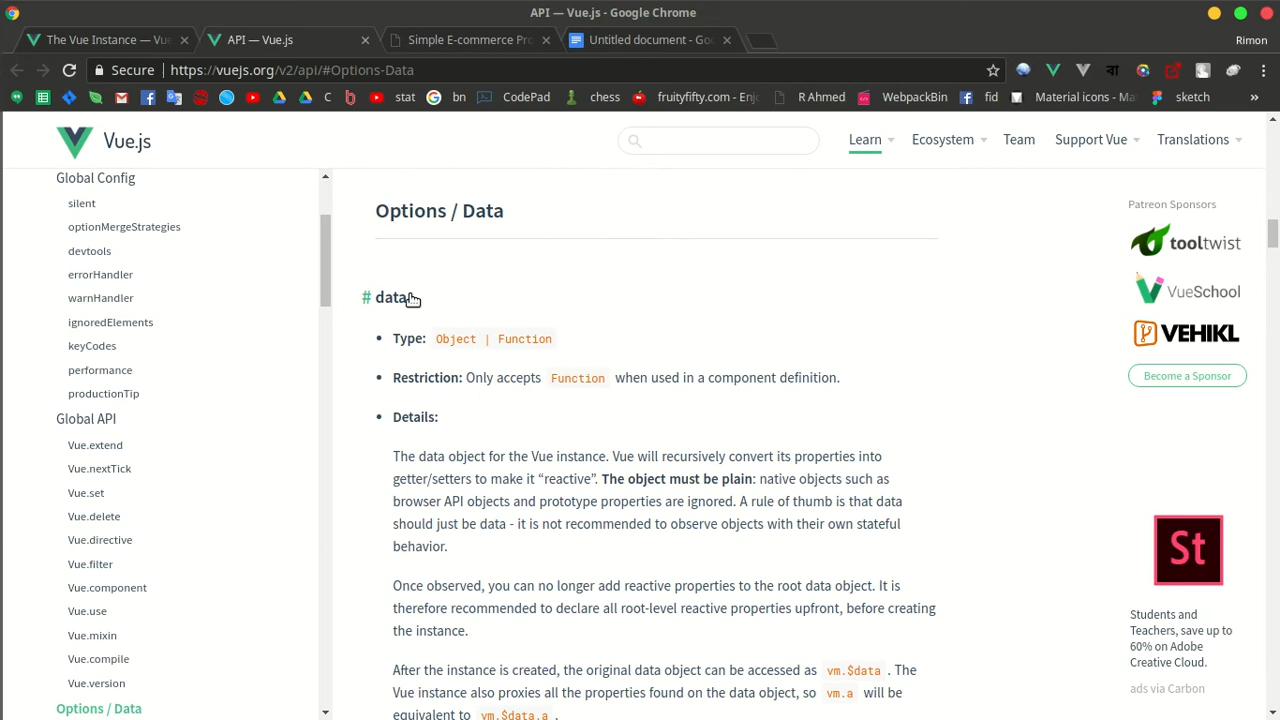 API — Vue.js - Google Chrome
The Vue Instance — Vue
API — Vue.js
Simple E-commerce Pro
Untitled document - Goo
Rimon
Secure
https://vuejs.org/v2/api/#Options-Data
C
stat
bn
CodePad
chess
fruityfifty.com - Enjo
R Ahmed
WebpackBin
fid
Material icons - Mat
sketch
»
Vue.js
Learn
Ecosystem
Team
Support Vue
Translations
Global Config
silent
optionMergeStrategies
devtools
errorHandler
warnHandler
ignoredElements
keyCodes
performance
productionTip
Global API
Vue.extend
Vue.nextTick
Vue.set
Vue.delete
Vue.directive
Vue.filter
Vue.component
Vue.use
Vue.mixin
Vue.compile
Vue.version
Options / Data
Options / Data
# data
• Type: Object | Function
• Restriction: Only accepts Function when used in a component definition.
• Details:
The data object for the Vue instance. Vue will recursively convert its properties into
getter/setters to make it “reactive”. The object must be plain: native objects such as
browser API objects and prototype properties are ignored. A rule of thumb is that data
should just be data - it is not recommended to observe objects with their own stateful
behavior.
Once observed, you can no longer add reactive properties to the root data object. It is
therefore recommended to declare all root-level reactive properties upfront, before creating
the instance.
After the instance is created, the original data object can be accessed as vm.$data . The
Vue instance also proxies all the properties found on the data object, so vm.a will be
equivalent to vm.$data.a .
Patreon Sponsors
tooltwist
VueSchool
VEHIKL
Become a Sponsor
St
Students and
Teachers, save up to
60% on Adobe
Creative Cloud.
ads via Carbon